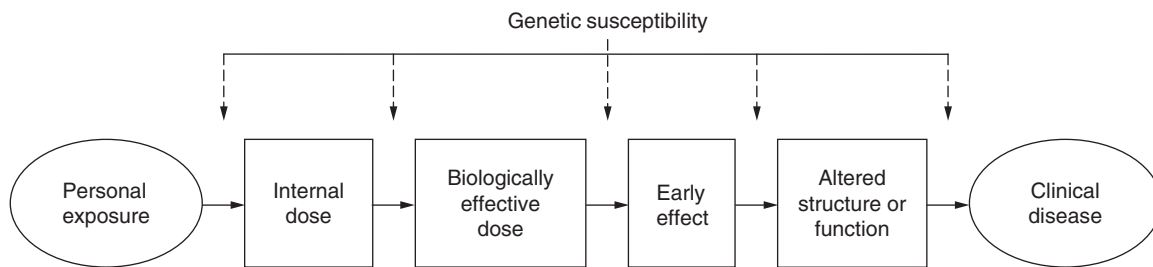 Genetic susceptibility
Personal
exposure
Internal
dose
Biologically
effective
dose
Early
effect
Altered
structure or
function
Clinical
disease